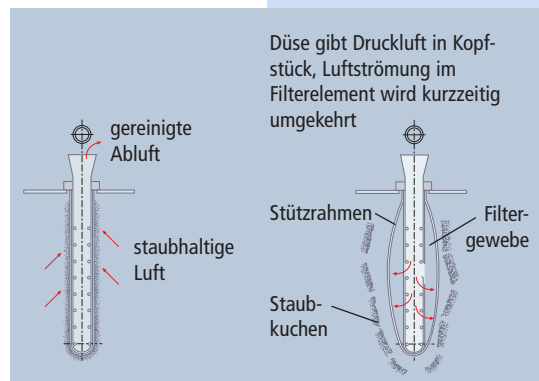 gereinigte
Abluft
staubhaltige
Luft
Düse gibt Druckluft in Kopf-
stück, Luftströmung im
Filterelement wird kurzzeitig
umgekehrt
Stützrahmen
Filter-
gewebe
Staub-
kuchen